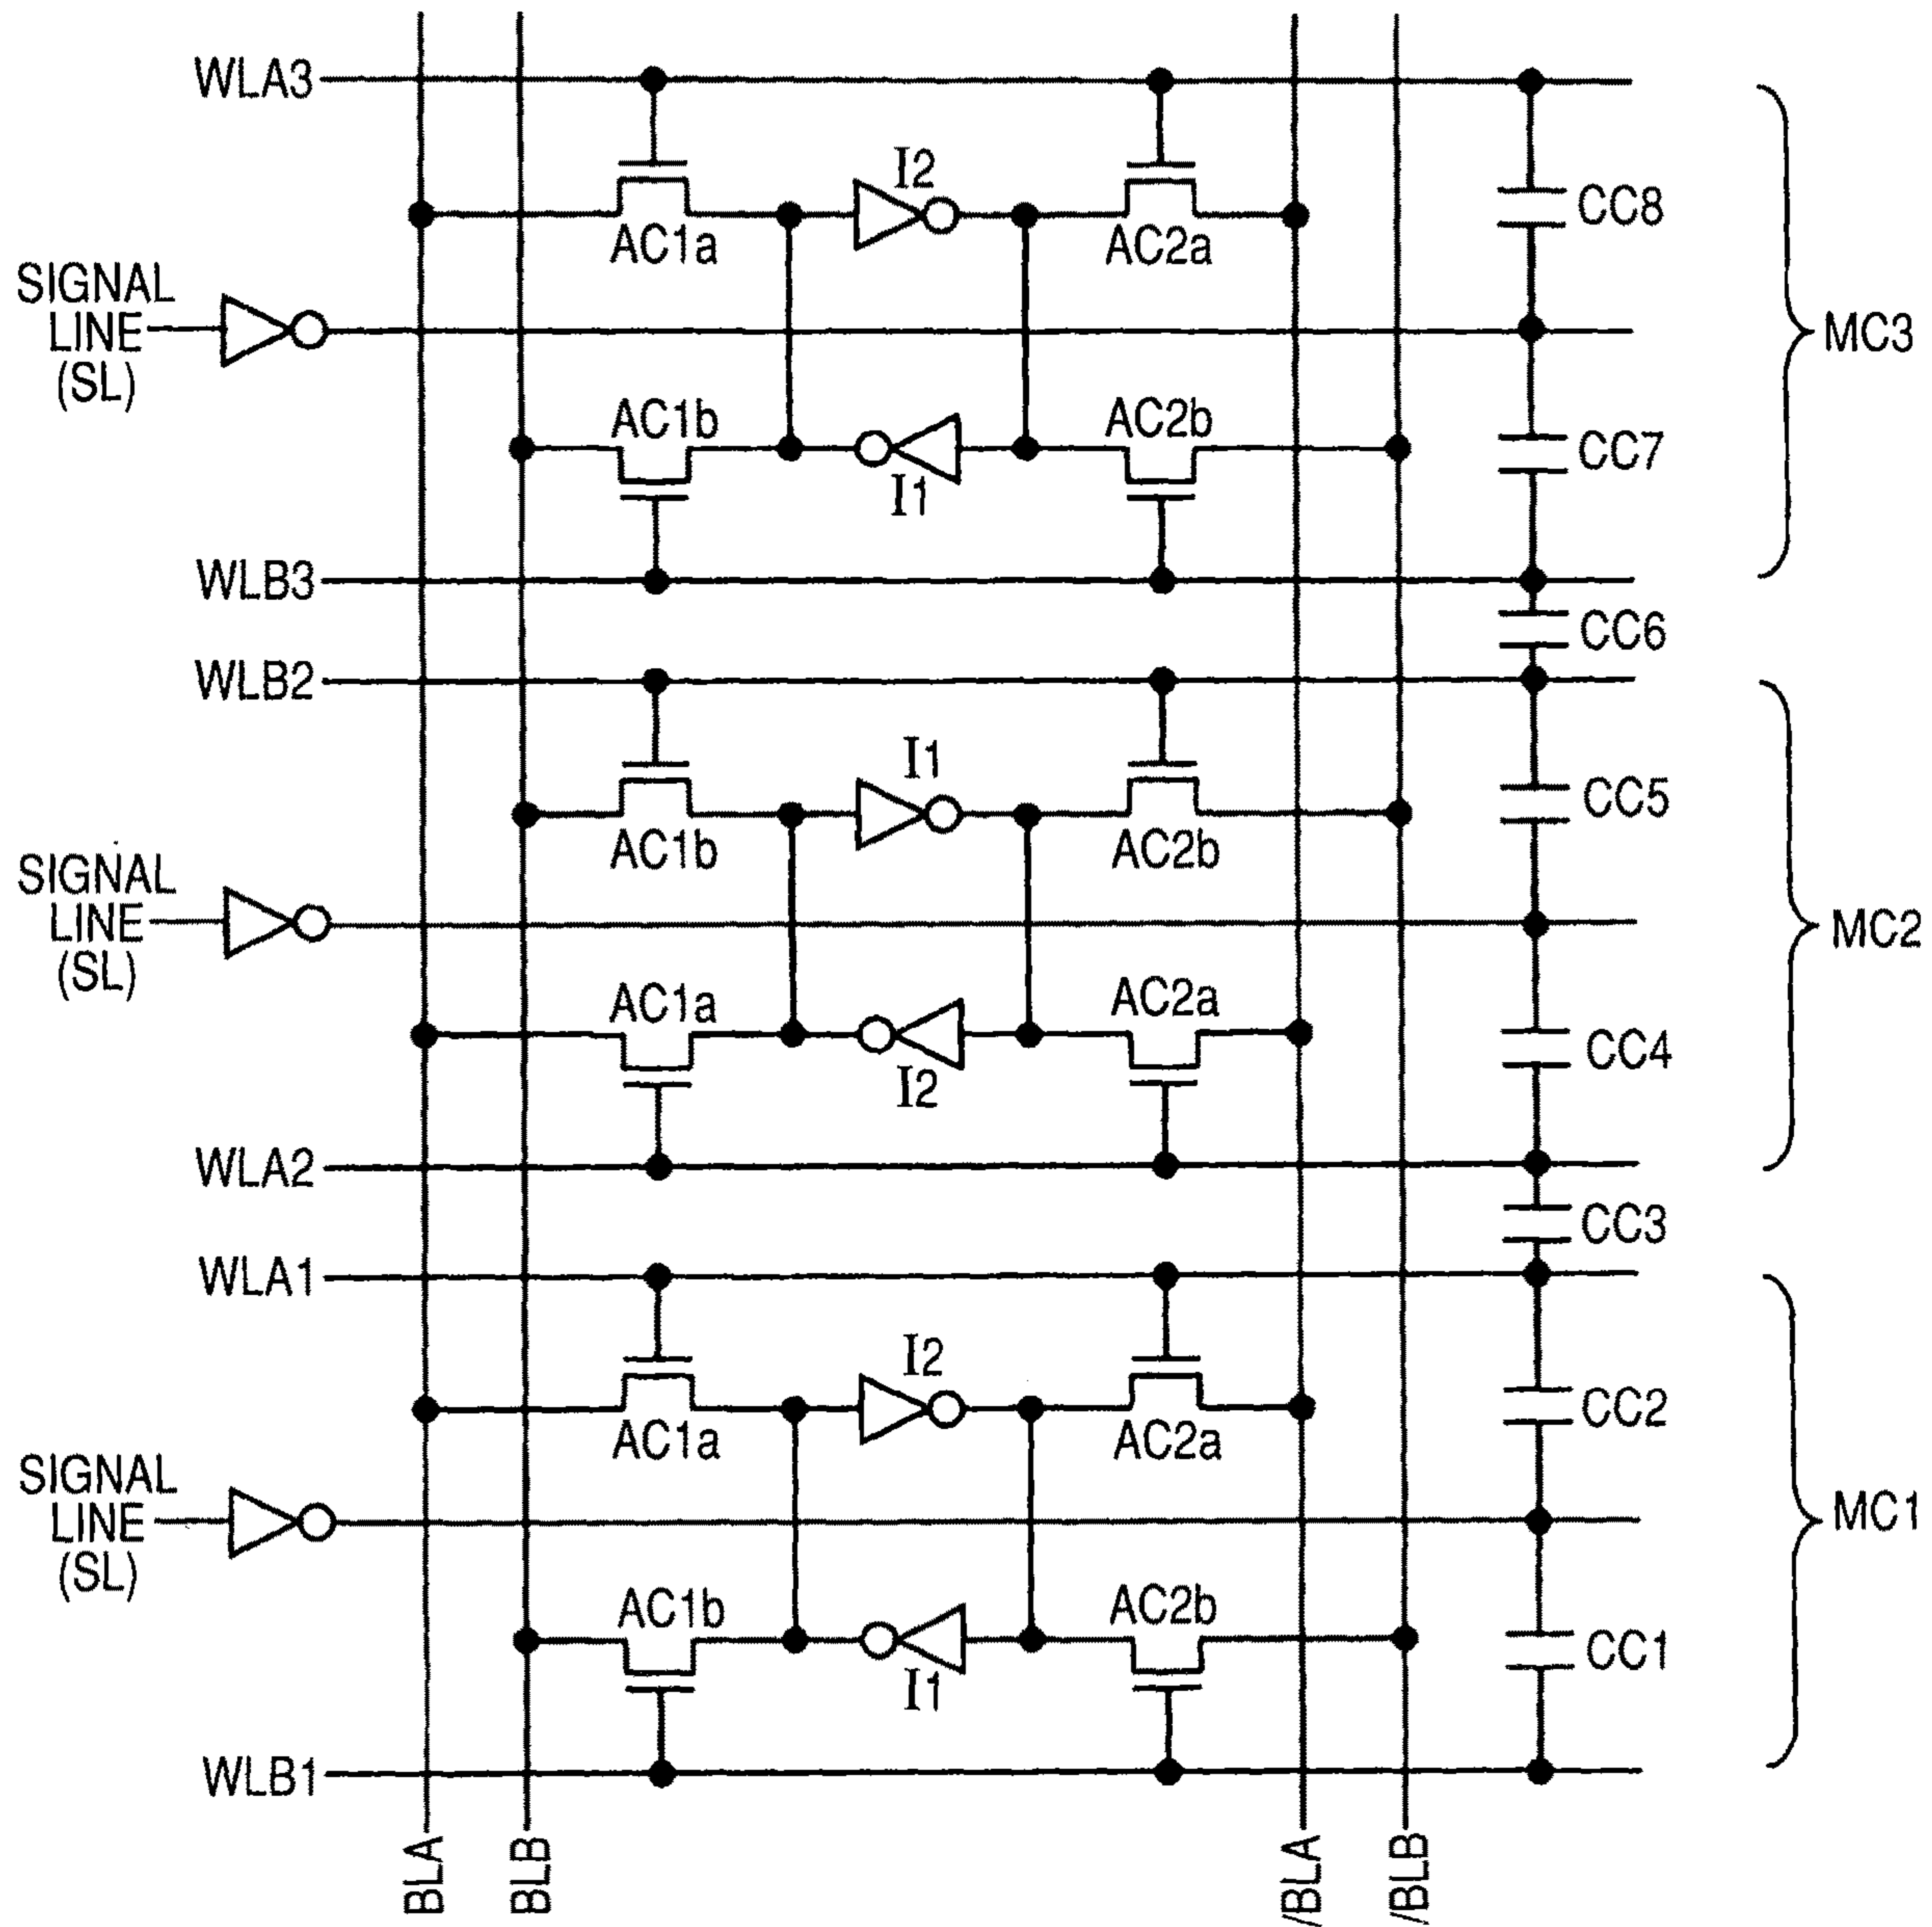 WLA3
I2
CC8
AC1a
AC2a
SIGNAL
LINE
(SL)
MC3
AC1b
AC2b
CC7
I1
WLB3
CC6
WLB2
I1
CC5
AC1b
AC2b
SIGNAL
LINE
(SL)
MC2
AC1a
AC2a
CC4
I2
WLA2
CC3
WLA1
I2
CC2
AC1a
AC2a
SIGNAL
LINE
(SL)
MC1
AC1b
AC2b
CC1
I1
WLB1
BLA
BLB
/BLA
/BLB